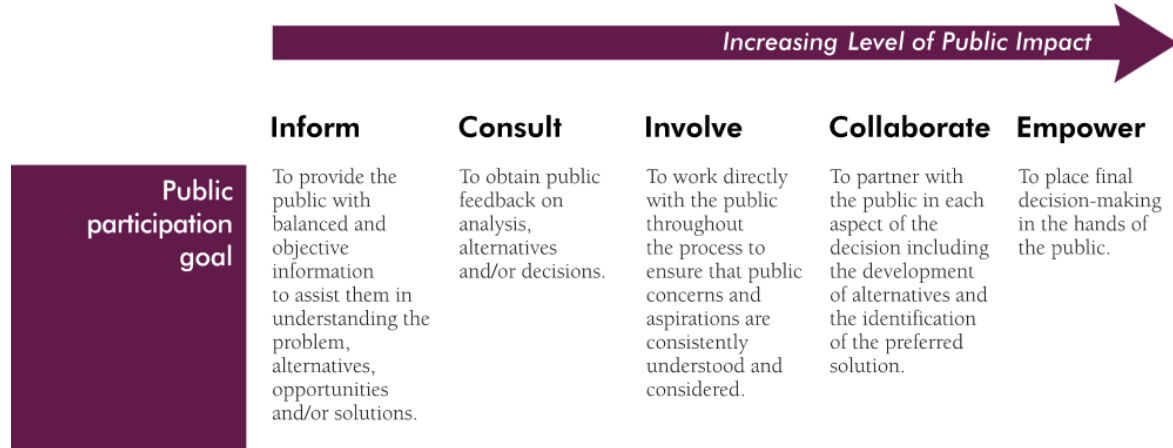 Increasing Level of Public Impact
Inform
Consult
Involve
Collaborate
Empower
Public
participation
goal
To provide the
public with
balanced and
objective
information
to assist them in
understanding the
problem,
alternatives,
opportunities
and/or solutions.
To obtain public
feedback on
analysis,
alternatives
and/or decisions.
To work directly
with the public
throughout
the process to
ensure that public
concerns and
aspirations are
consistently
understood and
considered.
To partner with
the public in each
aspect of the
decision including
the development
of alternatives and
the identification
of the preferred
solution.
To place final
decision-making
in the hands of
the public.